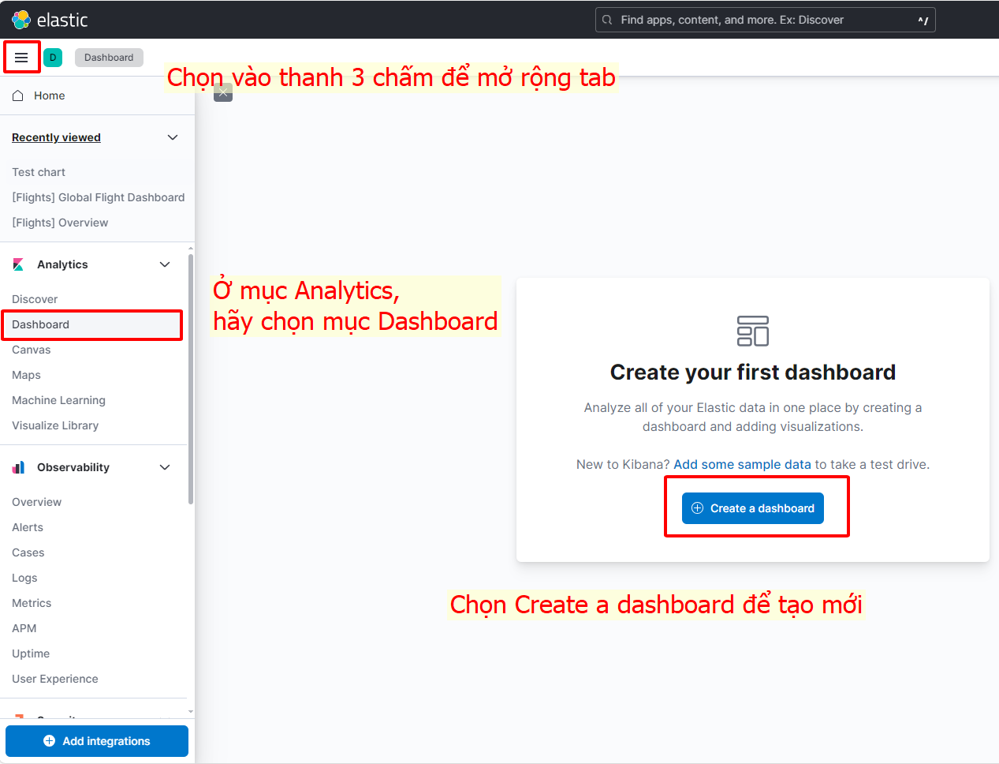 elastic
Find apps, content, and more. Ex: Discover
^/
D
Dashboard
Chọn vào thanh 3 chấm để mở rộng tab
Home
Recently viewed
Test chart
[Flights] Global Flight Dashboard
[Flights] Overview
Analytics
Discover
Dashboard
Canvas
Maps
Machine Learning
Visualize Library
Observability
Overview
Alerts
Cases
Logs
Metrics
APM
Uptime
User Experience
Add integrations
Ở mục Analytics,
hãy chọn mục Dashboard
Create your first dashboard
Analyze all of your Elastic data in one place by creating a
dashboard and adding visualizations.
New to Kibana? Add some sample data to take a test drive.
Create a dashboard
Chọn Create a dashboard để tạo mới